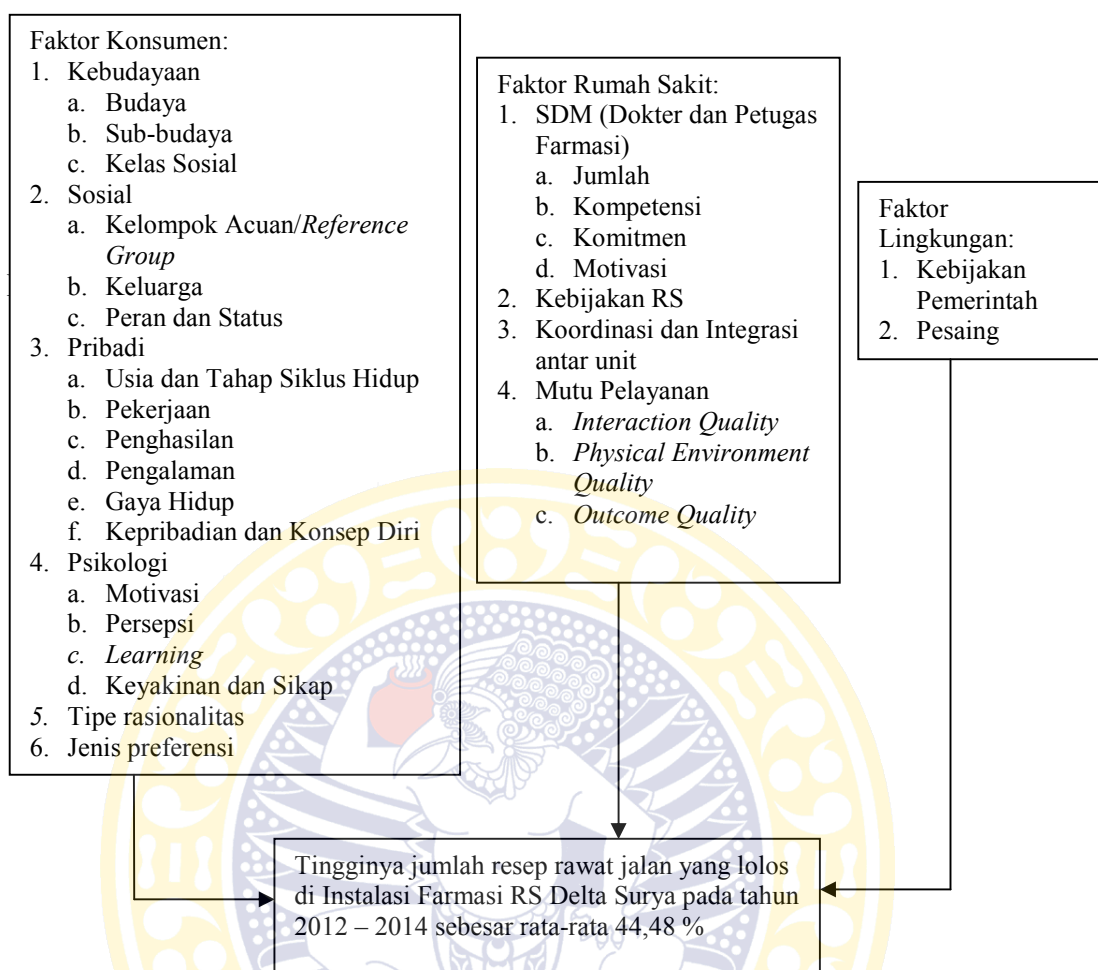 Faktor Konsumen:
1. Kebudayaan
a. Budaya
b. Sub-budaya
c. Kelas Sosial
2. Sosial
a. Kelompok Acuan/Reference
Group
b. Keluarga
c. Peran dan Status
3. Pribadi
a. Usia dan Tahap Siklus Hidup
b. Pekerjaan
c. Penghasilan
d. Pengalaman
e. Gaya Hidup
f. Kepribadian dan Konsep Diri
4. Psikologi
a. Motivasi
b. Persepsi
c. Learning
d. Keyakinan dan Sikap
5. Tipe rasionalitas
6. Jenis preferensi
Faktor Rumah Sakit:
1. SDM (Dokter dan Petugas
Farmasi)
a. Jumlah
b. Kompetensi
c. Komitmen
d. Motivasi
2. Kebijakan RS
3. Koordinasi dan Integrasi
antar unit
4. Mutu Pelayanan
a. Interaction Quality
b. Physical Environment
Quality
c. Outcome Quality
Faktor
Lingkungan:
1. Kebijakan
Pemerintah
2. Pesaing
Tingginya jumlah resep rawat jalan yang lolos
di Instalasi Farmasi RS Delta Surya pada tahun
2012 – 2014 sebesar rata-rata 44,48 %